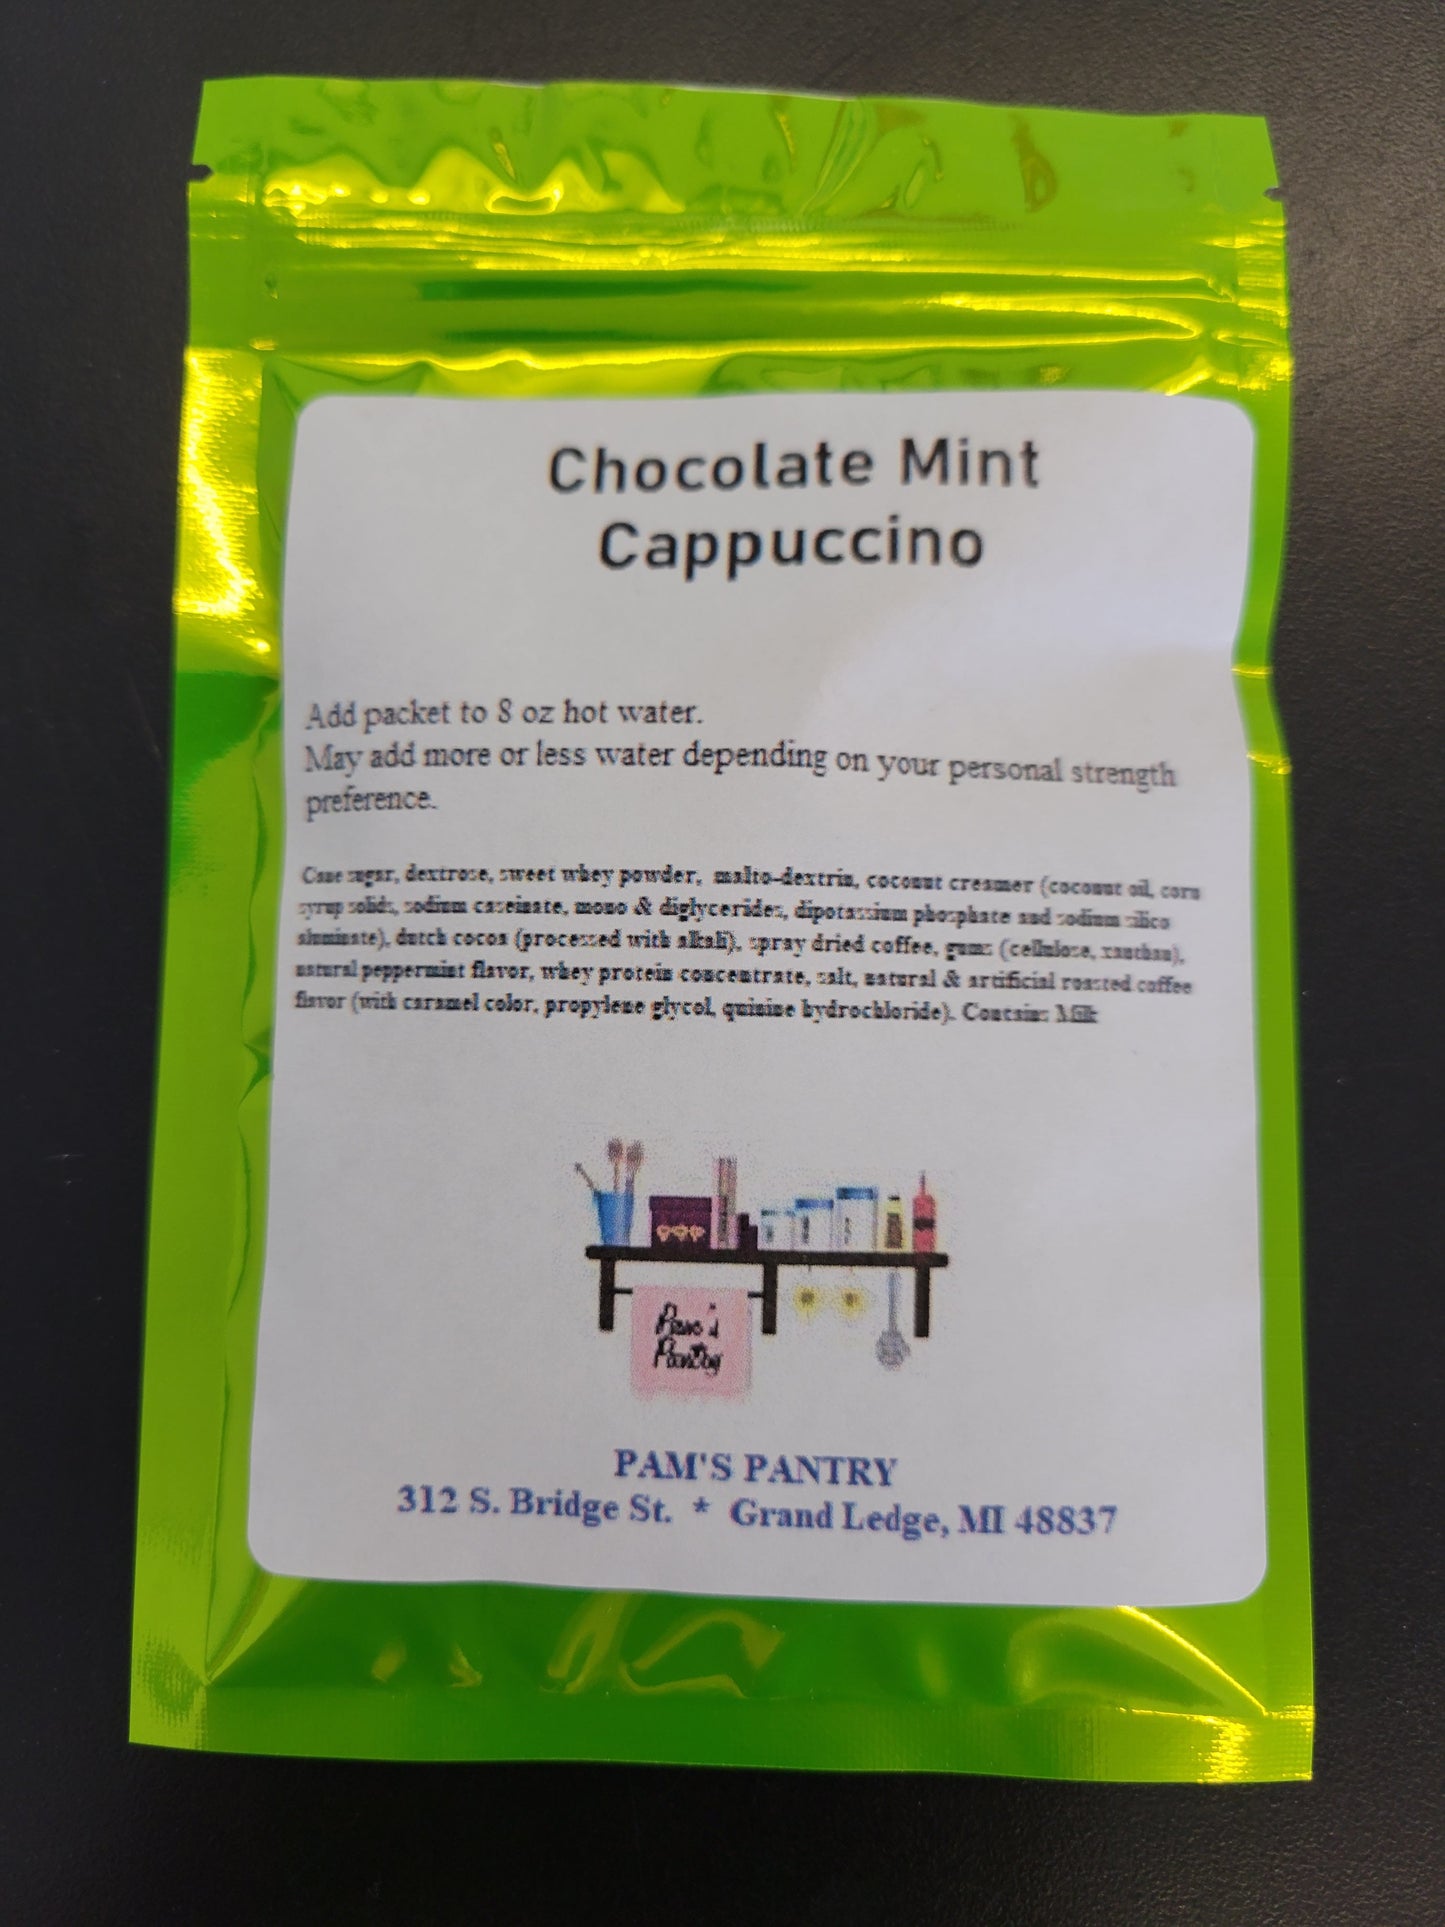 Chocolate Mint
Cappuccino
Add packet to 8 oz hot water.
May add more or less water depending on your personal strength
preference.
Cane sugar, dextrose, sweet whey powder, malto-dextrin, coconut creamer (coconut oil, corn
syrup solids, sodium caseinate, mono & diglycerides, dipotassium phosphate and sodium silico
aluminate), dutch cocoa (processed with alkali), spray dried coffee, gums (cellulose, xanthan),
natural peppermint flavor, whey protein concentrate, salt, natural & artificial roasted coffee
flavor (with caramel color, propylene glycol, quinine hydrochloride). Contains: Milk
Pam's
Pantry
PAM'S PANTRY
312 S. Bridge St. * Grand Ledge, MI 48837